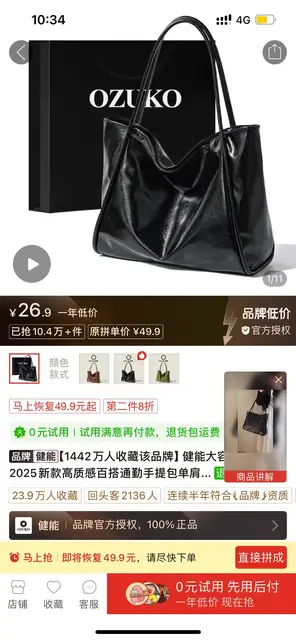 10:34
4G
OZUKO
1/11
¥26.9 一年低价
品牌低价
已抢10.4万+件 原拼单价 ¥49.9
官方授权
颜色
款式
马上恢复49.9元起 第二件8折
0元试用 试用满意再付款，退货包运费
品牌 健能 【1442万人收藏该品牌】健能大容
2025新款高质感百搭通勤手提包单肩...
商品讲解
23.9万人收藏 回头客2136人 连续半年符合《品牌》资质
健能 品牌官方授权，100%正品
马上抢 即将恢复49.9元，请尽快下单 直接拼成
店铺
收藏
客服
0元试用 先用后付
一年低价 现在抢